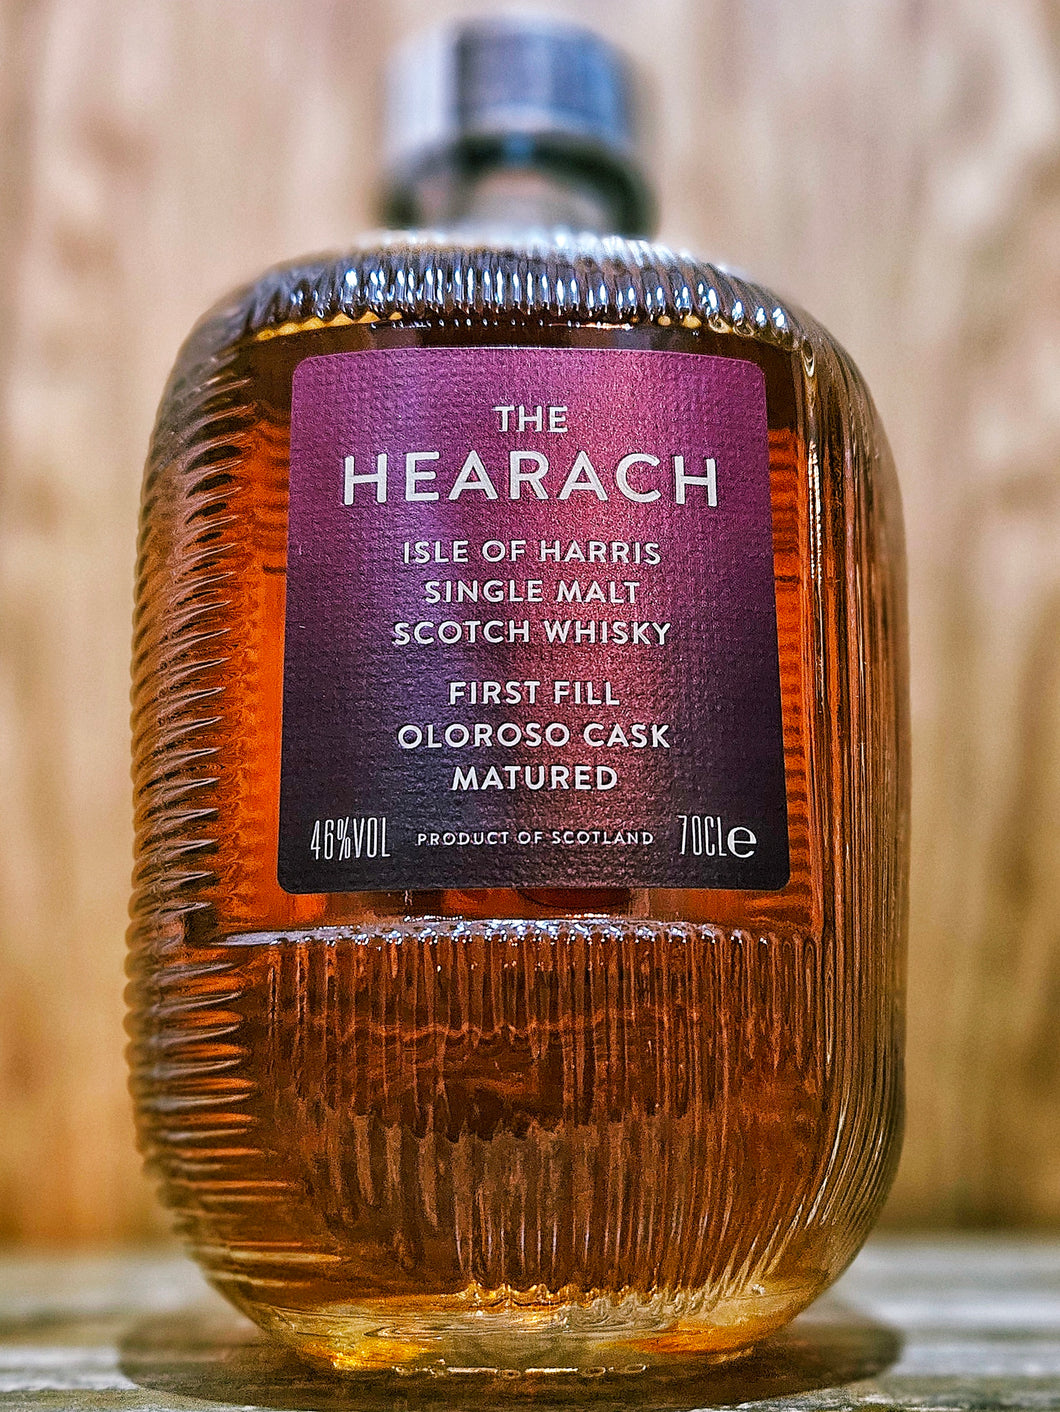 THE
HEARACH
ISLE OF HARRIS
SINGLE MALT
SCOTCH WHISKY
FIRST FILL
OLOROSO CASK
MATURED
46%VOL PRODUCT OF SCOTLAND 70CLe